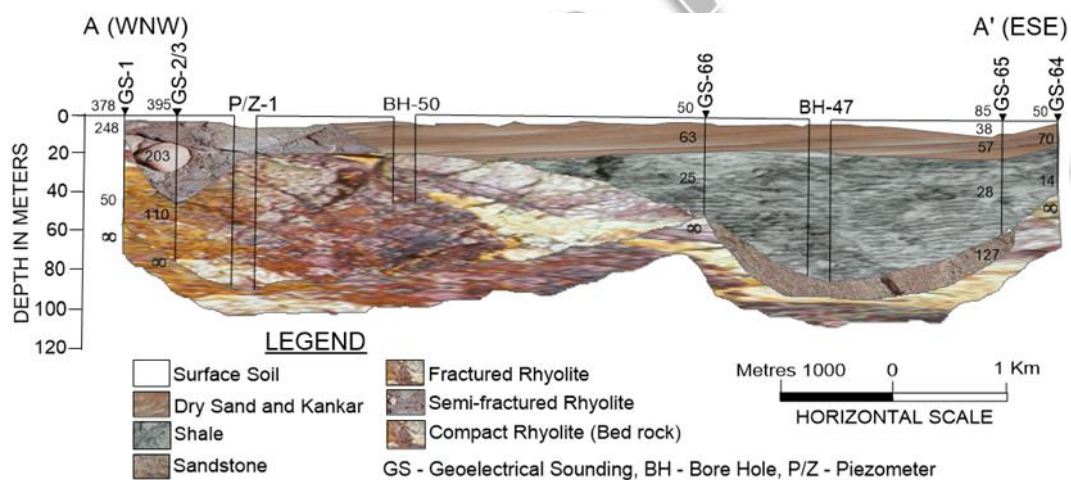 A (WNW)
A' (ESE)
GS-1
GS-2/3
P/Z-1
BH-50
GS-66
BH-47
GS-65
GS-64
378
395
50
85
50
248
203
50
110
∞
∞
63
25
∞
38
57
28
127
70
14
∞
DEPTH IN METERS
0
20
40
60
80
100
120
LEGEND
Surface Soil
Dry Sand and Kankar
Shale
Sandstone
Fractured Rhyolite
Semi-fractured Rhyolite
Compact Rhyolite (Bed rock)
Metres 1000 0 1 Km
HORIZONTAL SCALE
GS - Geoelectrical Sounding, BH - Bore Hole, P/Z - Piezometer